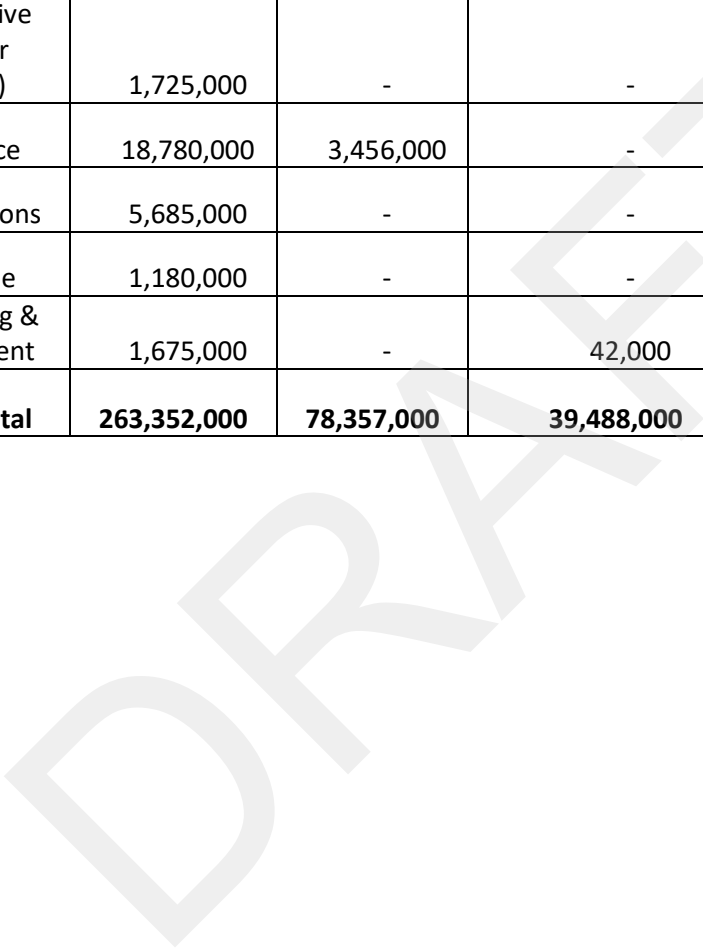 ive
r
) 1,725,000 - -
ce 18,780,000 3,456,000 -
ons 5,685,000 - -
e 1,180,000 - -
g &
ent 1,675,000 - 42,000
tal 263,352,000 78,357,000 39,488,000
DRAFT